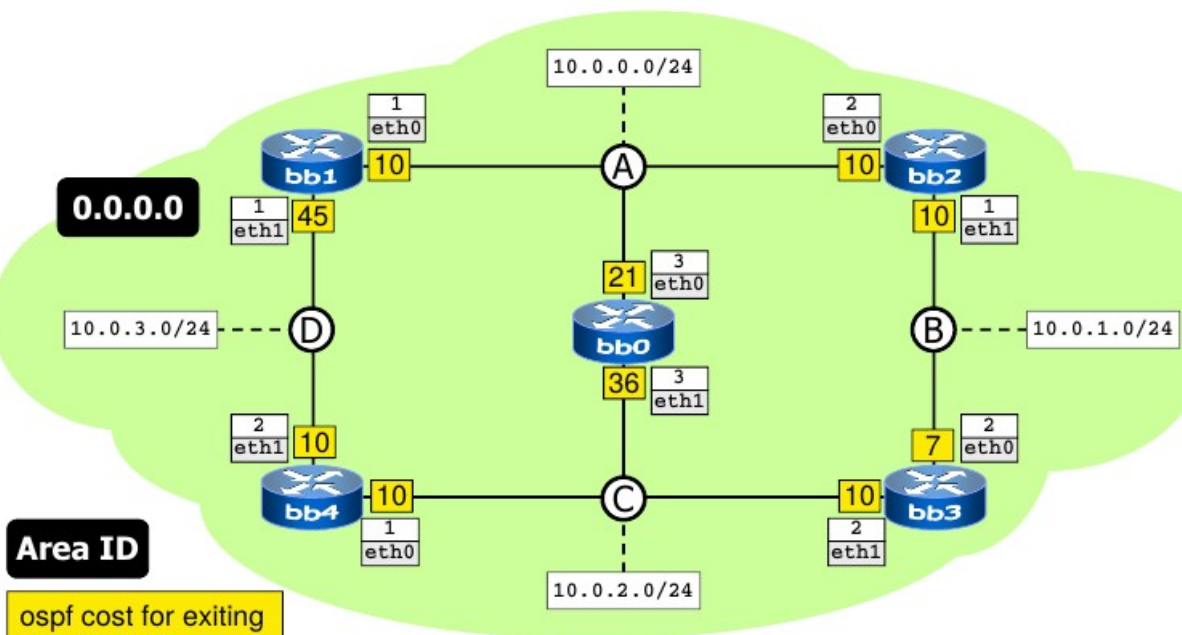 10.0.0.0/24
1
eth0
2
eth0
10
A
10
bb1
bb2
0.0.0.0
1
eth1
45
10
1
eth1
21
3
eth0
10.0.3.0/24
D
bb0
B
10.0.1.0/24
36
3
eth1
2
eth1
10
7
2
eth0
bb4
10
C
10
bb3
1
eth0
2
eth1
Area ID
10.0.2.0/24
ospf cost for exiting